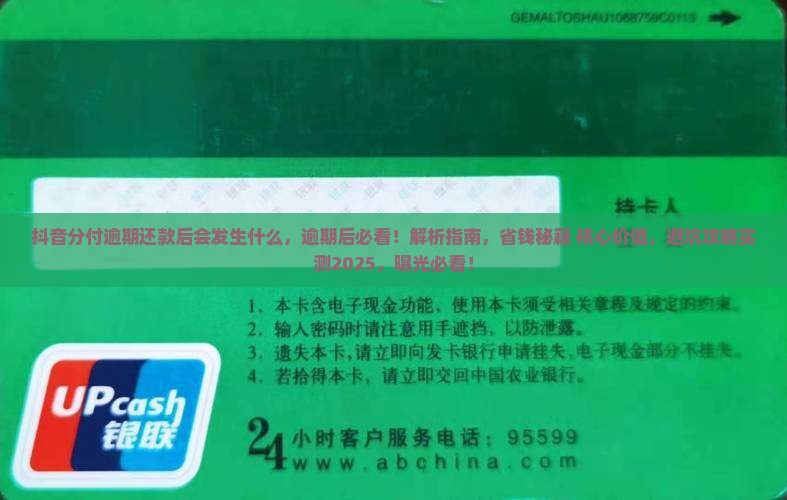 GEMALTOSHAU1068759C0119
持卡人
抖音分付逾期还款后会发生什么，逾期后必看！解析指南，省钱秘籍 核心价值，避坑攻略实
测2025，曝光必看！
1、本卡含电子现金功能，使用本卡须受相关章程及规定的约束。
2、输入密码时请注意用手遮挡，以防泄露。
3、遗失本卡,请立即向发卡银行申请挂失,电子现金部分不挂失。
4、若拾得本卡，请立即交回中国农业银行。
UPcash
银联
24小时客户服务电话：95599
www.abchina.com